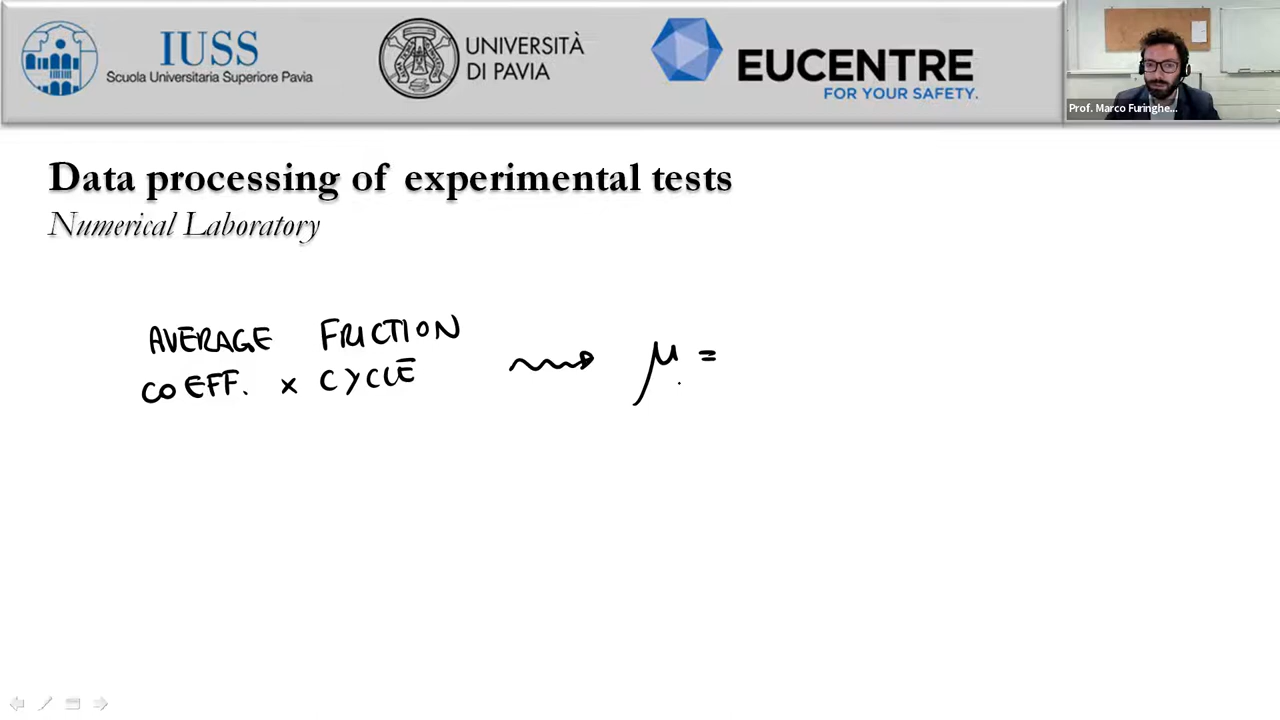 IUSS
Scuola Universitaria Superiore Pavia
UNIVERSITÀ
DI PAVIA
EUCENTRE
FOR YOUR SAFETY.
Prof. Marco Furinghe...
Data processing of experimental tests
Numerical Laboratory
AVERAGE FRICTION
COEFF. x CYCLE
μ =